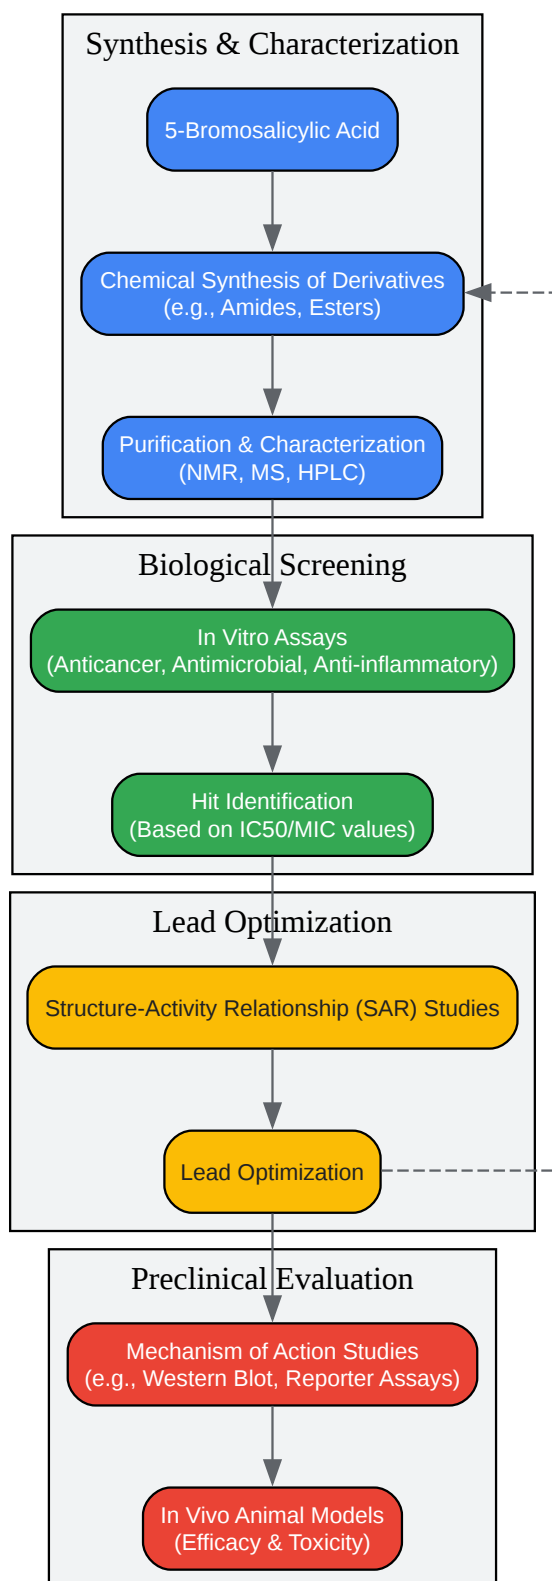 Synthesis & Characterization
5-Bromosalicylic Acid
Chemical Synthesis of Derivatives
(e.g., Amides, Esters)
Purification & Characterization
(NMR, MS, HPLC)
Biological Screening
In Vitro Assays
(Anticancer, Antimicrobial, Anti-inflammatory)
Hit Identification
(Based on IC50/MIC values)
Lead Optimization
Structure-Activity Relationship (SAR) Studies
Lead Optimization
Preclinical Evaluation
Mechanism of Action Studies
(e.g., Western Blot, Reporter Assays)
In Vivo Animal Models
(Efficacy & Toxicity)